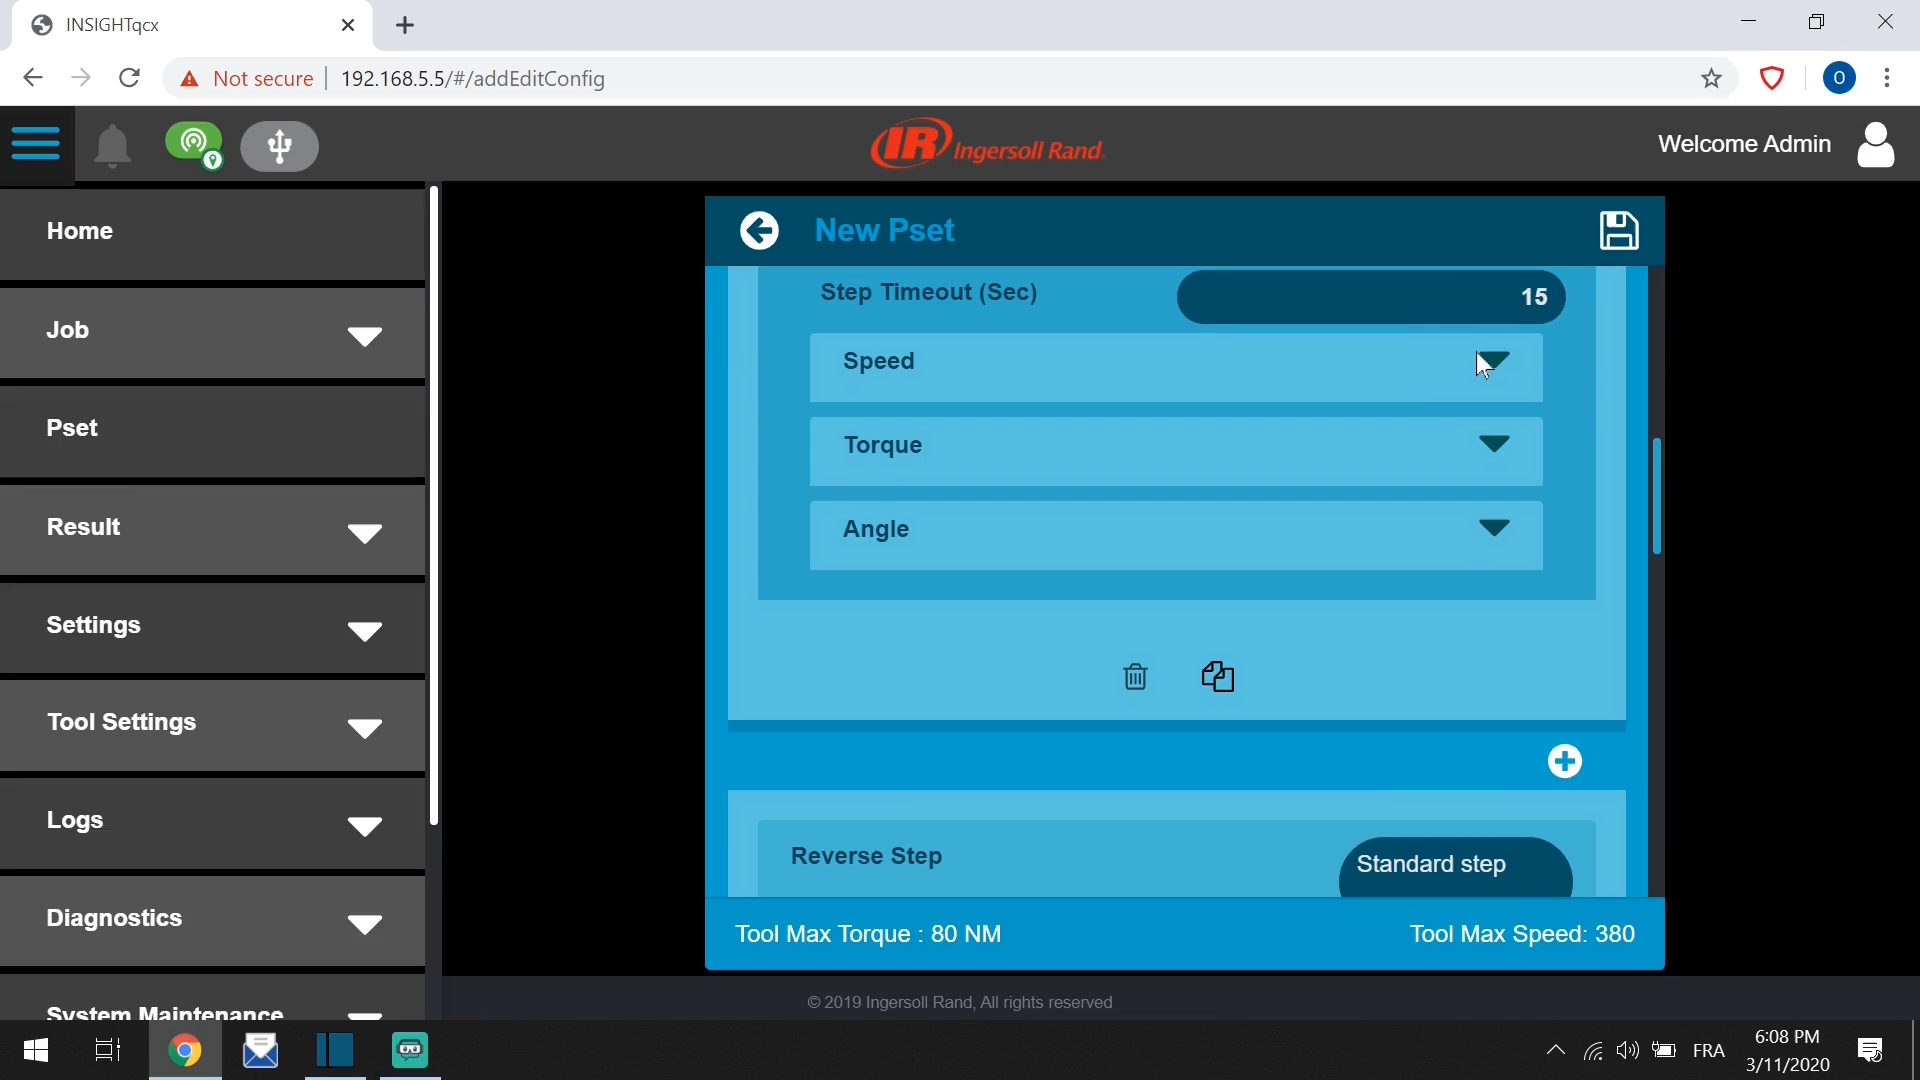 INSIGHTqcx
Not secure 192.168.5.5/#/addEditConfig
O
IR Ingersoll Rand
Welcome Admin
Home
Job
Pset
Result
Settings
Tool Settings
Logs
Diagnostics
System Maintenance
New Pset
Step Timeout (Sec) 15
Speed
Torque
Angle
Reverse Step Standard step
Tool Max Torque : 80 NM Tool Max Speed: 380
© 2019 Ingersoll Rand, All rights reserved
FRA
6:08 PM
3/11/2020